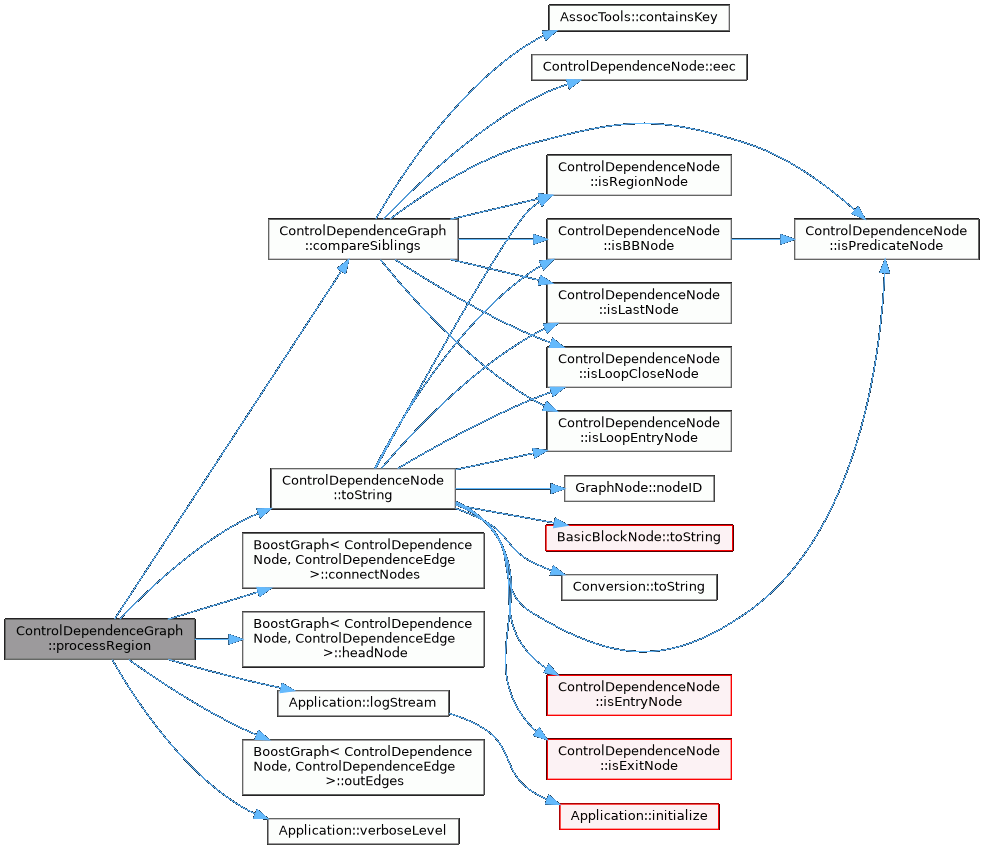 AssocTools::containsKey
ControlDependenceNode::eec
ControlDependenceNode
::isRegionNode
ControlDependenceGraph
::compareSiblings
ControlDependenceNode
::isBBNode
ControlDependenceNode
::isPredicateNode
ControlDependenceNode
::isLastNode
ControlDependenceNode
::isLoopCloseNode
ControlDependenceNode
::isLoopEntryNode
ControlDependenceNode
::toString
GraphNode::nodeID
BasicBlockNode::toString
BoostGraph< ControlDependence
Node, ControlDependenceEdge
>::connectNodes
Conversion::toString
ControlDependenceGraph
::processRegion
BoostGraph< ControlDependence
Node, ControlDependenceEdge
>::headNode
ControlDependenceNode
::isEntryNode
Application::logStream
BoostGraph< ControlDependence
Node, ControlDependenceEdge
>::outEdges
ControlDependenceNode
::isExitNode
Application::initialize
Application::verboseLevel